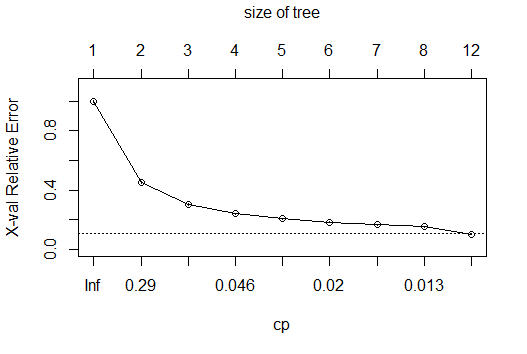 size of tree
1 2 3 4 5 6 7 8 12
X-val Relative Error
0.8
0.4
0.0
Inf 0.29 0.046 0.02 0.013
cp